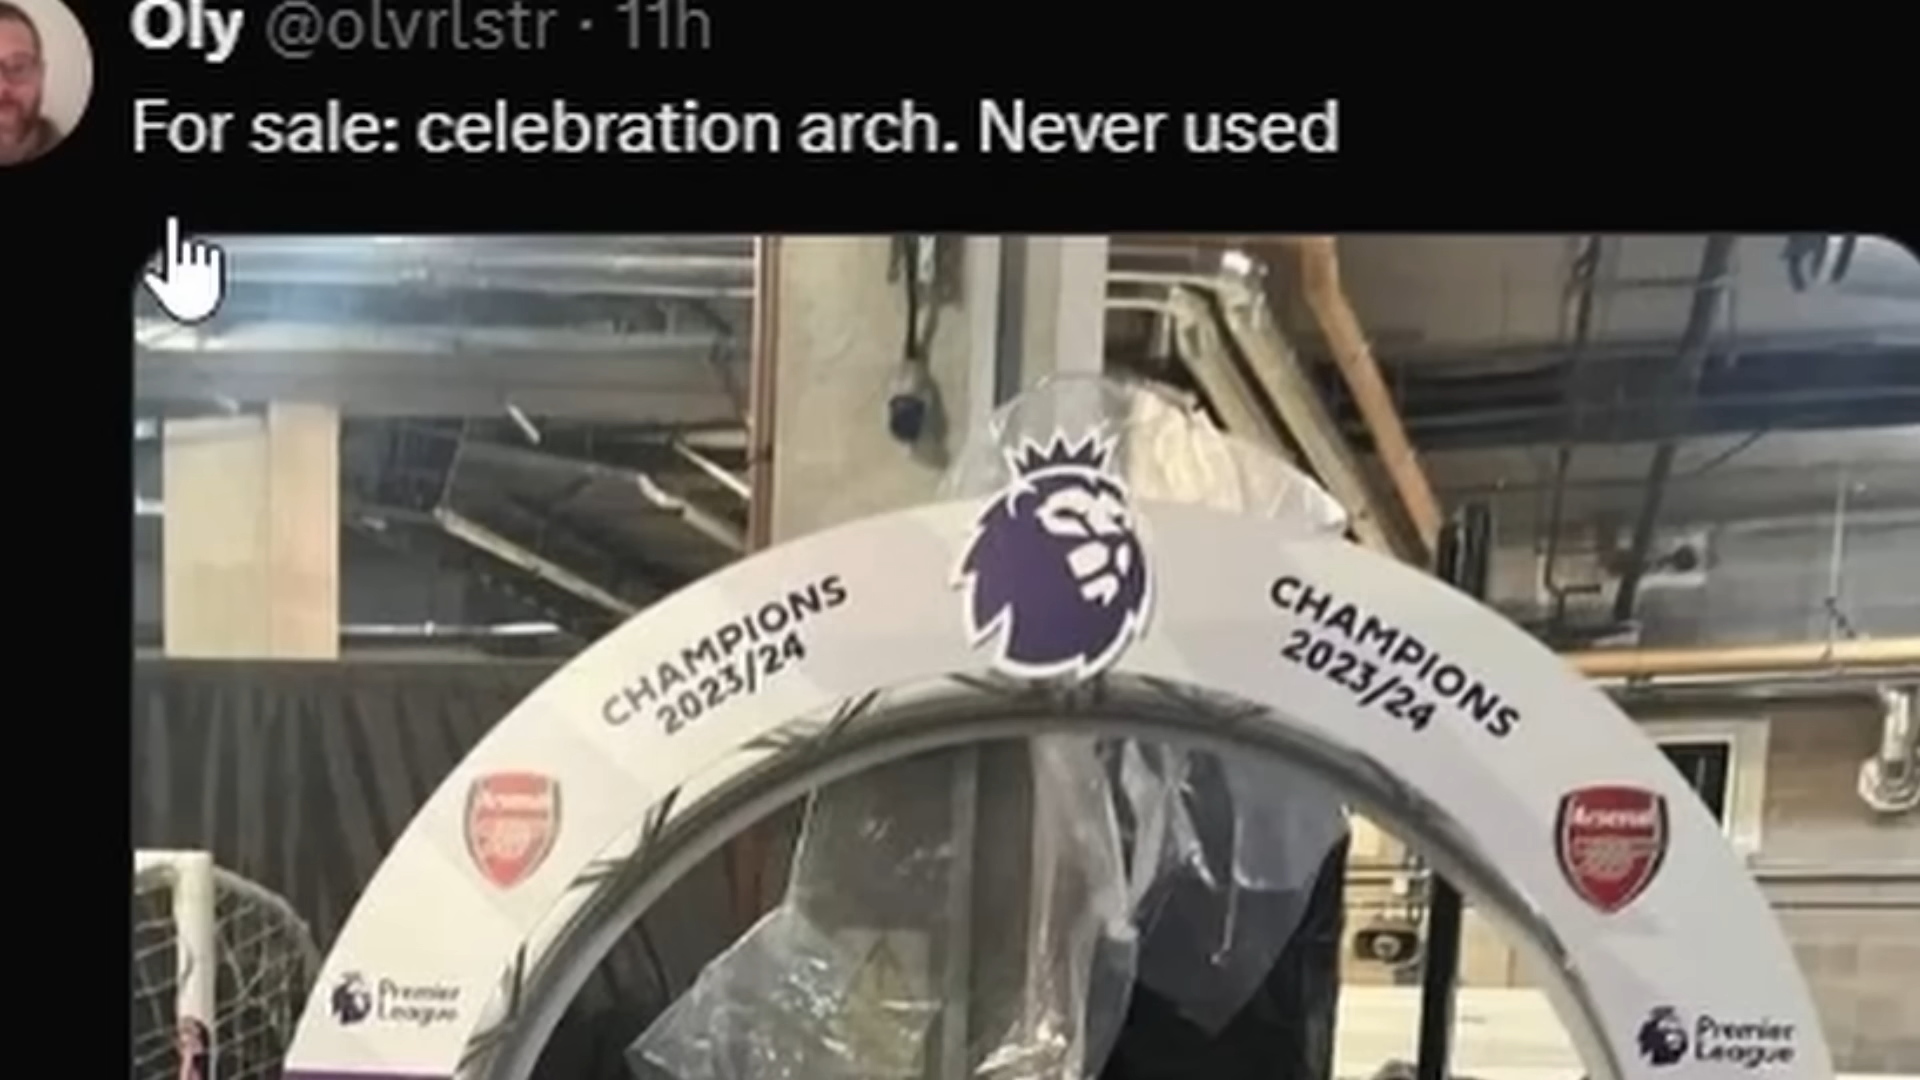 Oly @olvrlstr · 11h
For sale: celebration arch. Never used
CHAMPIONS
2023/24
CHAMPIONS
2023/24
Arsenal
Arsenal
Premier
League
Premier
League